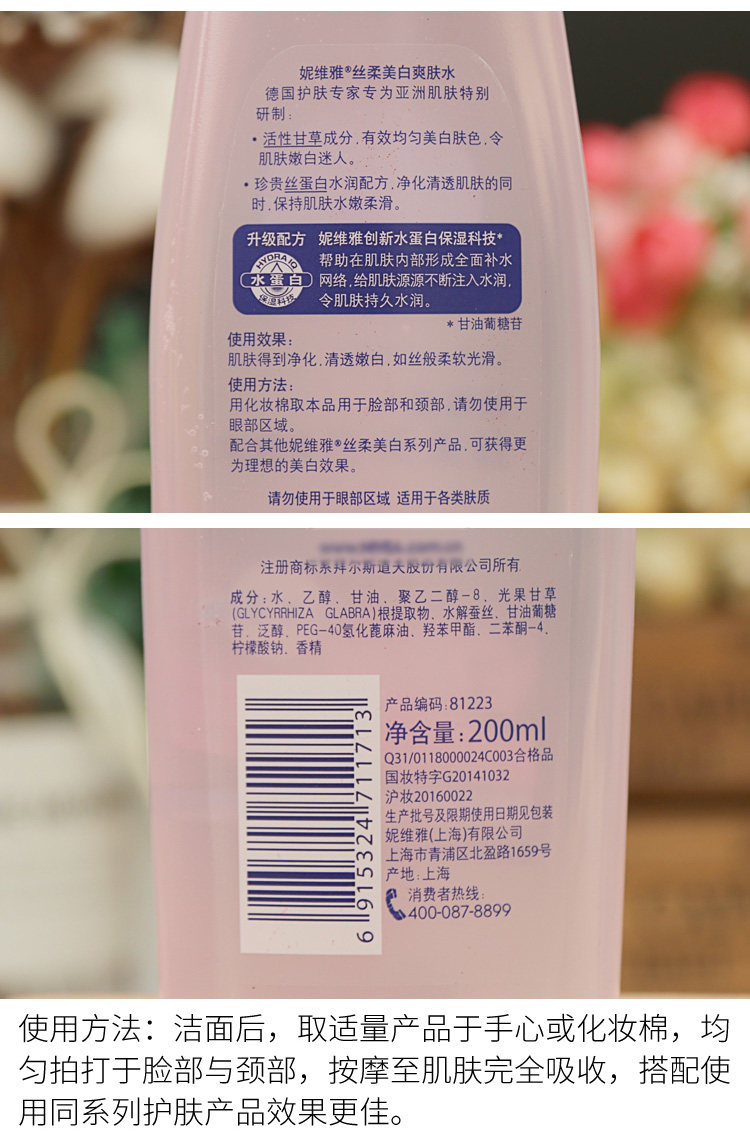 妮维雅®丝柔美白爽肤水
德国护肤专家专为亚洲肌肤特别
研制:
·活性甘草成分,有效均匀美白肤色,令
肌肤嫩白迷人。
·珍贵丝蛋白水润配方,净化清透肌肤的同
时,保持肌肤水嫩柔滑。
升级配方 妮维雅创新水蛋白保湿科技*
HYDRA IQ
水蛋白
保湿科技
帮助在肌肤内部形成全面补水
网络,给肌肤源源不断注入水润,
令肌肤持久水润。
*甘油葡糖苷
使用效果:
肌肤得到净化,清透嫩白,如丝般柔软光滑。
使用方法:
用化妆棉取本品用于脸部和颈部,请勿使用于
眼部区域。
配合其他妮维雅®丝柔美白系列产品,可获得更
为理想的美白效果。
请勿使用于眼部区域 适用于各类肤质
注册商标系拜尔斯道夫股份有限公司所有
成分:水、乙醇、甘油、聚乙二醇-8、光果甘草
(GLYCYRRHIZA GLABRA)根提取物、水解蚕丝、甘油葡糖
苷、泛醇、PEG-40氢化蓖麻油、羟苯甲酯、二苯酮-4、
柠檬酸钠、香精
6 915324 711713
产品编码:81223
净含量:200ml
Q31/0118000024C003合格品
国妆特字G20141032
沪妆20160022
生产批号及限期使用日期见包装
妮维雅(上海)有限公司
上海市青浦区北盈路1659号
产地:上海
消费者热线:
400-087-8899
使用方法：洁面后，取适量产品于手心或化妆棉，均
匀拍打于脸部与颈部，按摩至肌肤完全吸收，搭配使
用同系列护肤产品效果更佳。